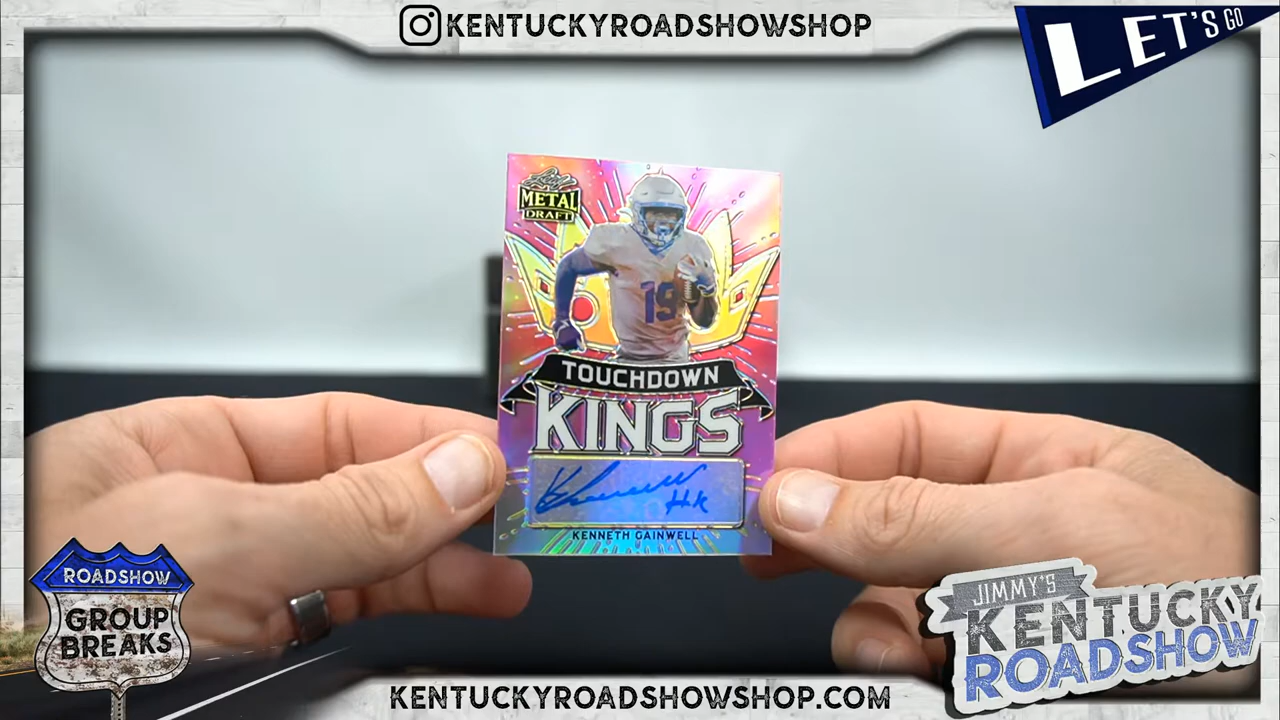 KENTUCKYROADSHOWSHOP
LET'S GO
Leaf
METAL
DRAFT
19
TOUCHDOWN
KINGS
KENNETH GAINWELL
ROADSHOW
GROUP
BREAKS
JIMMY'S
KENTUCKY
ROADSHOW
KENTUCKYROADSHOWSHOP.COM